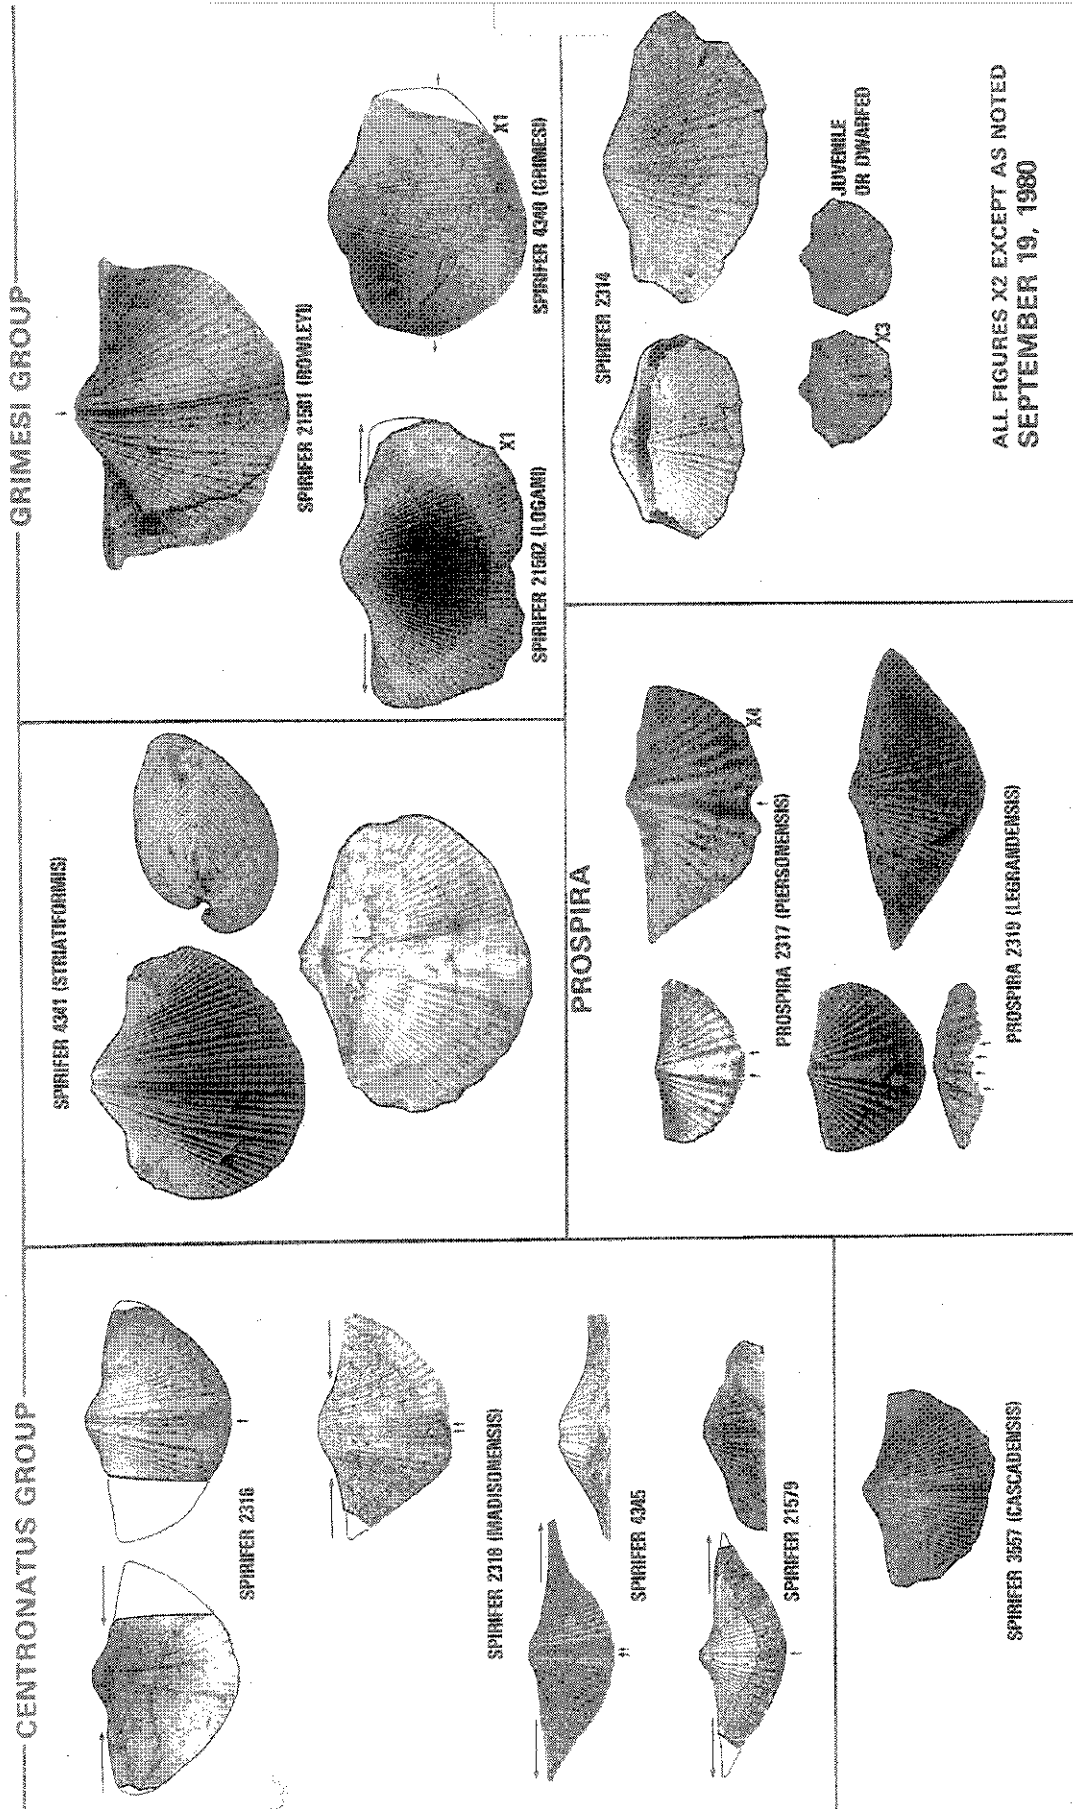 CENTRONATUS GROUP
GRIMESI GROUP
SPIRIFER 2316
SPIRIFER 2318 (MADISONENSIS)
SPIRIFER 4345
SPIRIFER 21579
SPIRIFER 3557 (CASCADENSIS)
SPIRIFER 4341 (STRIATIFORMIS)
SPIRIFER 21581 (ROWLEYI)
SPIRIFER 21582 (LOGANI)
X1
SPIRIFER 4340 (GRIMESI)
X1
PROSPIRA
PROSPIRA 2317 (PIERSONENSIS)
X4
PROSPIRA 2319 (LEGRANDENSIS)
SPIRIFER 2314
X3
JUVENILE
OR DWARFED
ALL FIGURES X2 EXCEPT AS NOTED
SEPTEMBER 19, 1980